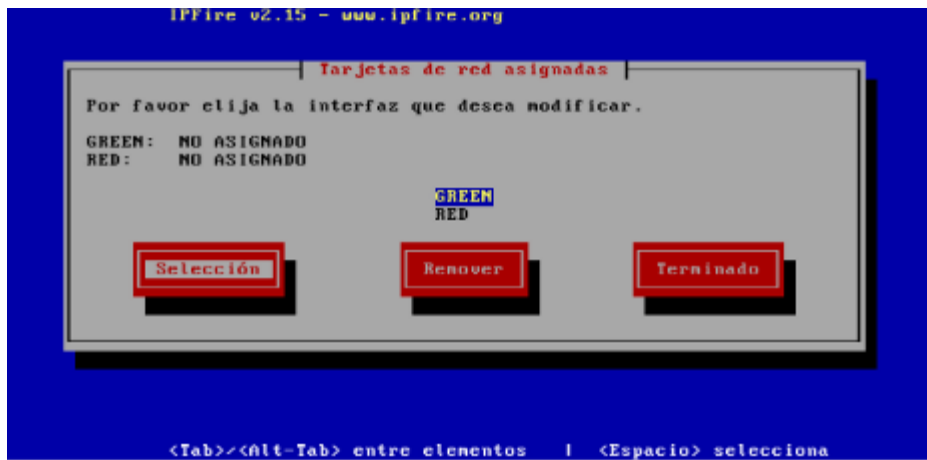 IPFire v2.15 - www.ipfire.org
Tarjetas de red asignadas
Por favor elija la interfaz que desea modificar.
GREEN: NO ASIGNADO
RED: NO ASIGNADO
GREEN
RED
Selección Remover Terminado
<Tab>/<Alt-Tab> entre elementos | <Espacio> selecciona